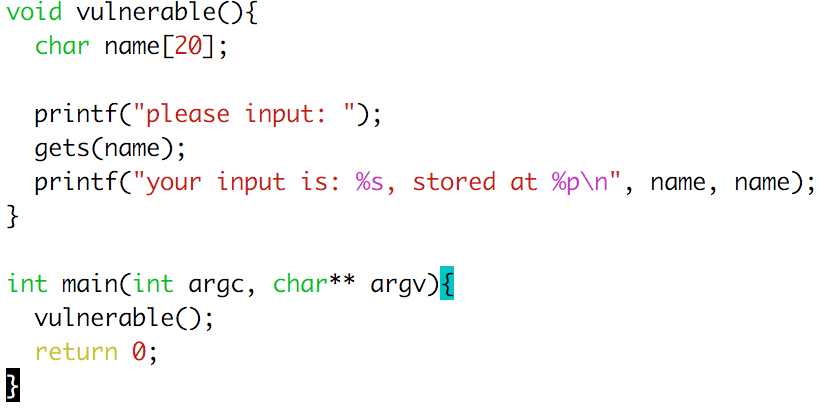 void vulnerable(){
char name[20];
printf("please input: ");
gets(name);
printf("your input is: %s, stored at %p\n", name, name);
}
int main(int argc, char** argv){
vulnerable();
return 0;
}